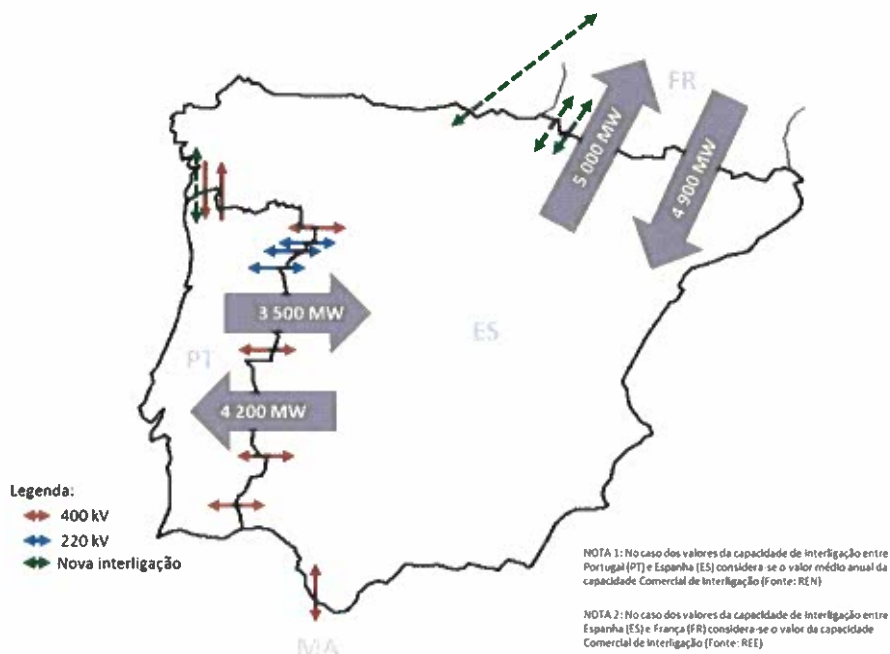 FR
5 000 MW
4 900 MW
3 500 MW
ES
PT
4 200 MW
Legenda:
400 kV
220 kV
Nova interligação
MA
NOTA 1: No caso dos valores da capacidade de interligação entre
Portugal (PT) e Espanha (ES) considera-se o valor médio anual da
capacidade Comercial de Interligação (Fonte: REN)
NOTA 2: No caso dos valores da capacidade de interligação entre
Espanha (ES) e França (FR) considera-se o valor da capacidade
Comercial de Interligação (Fonte: REE)